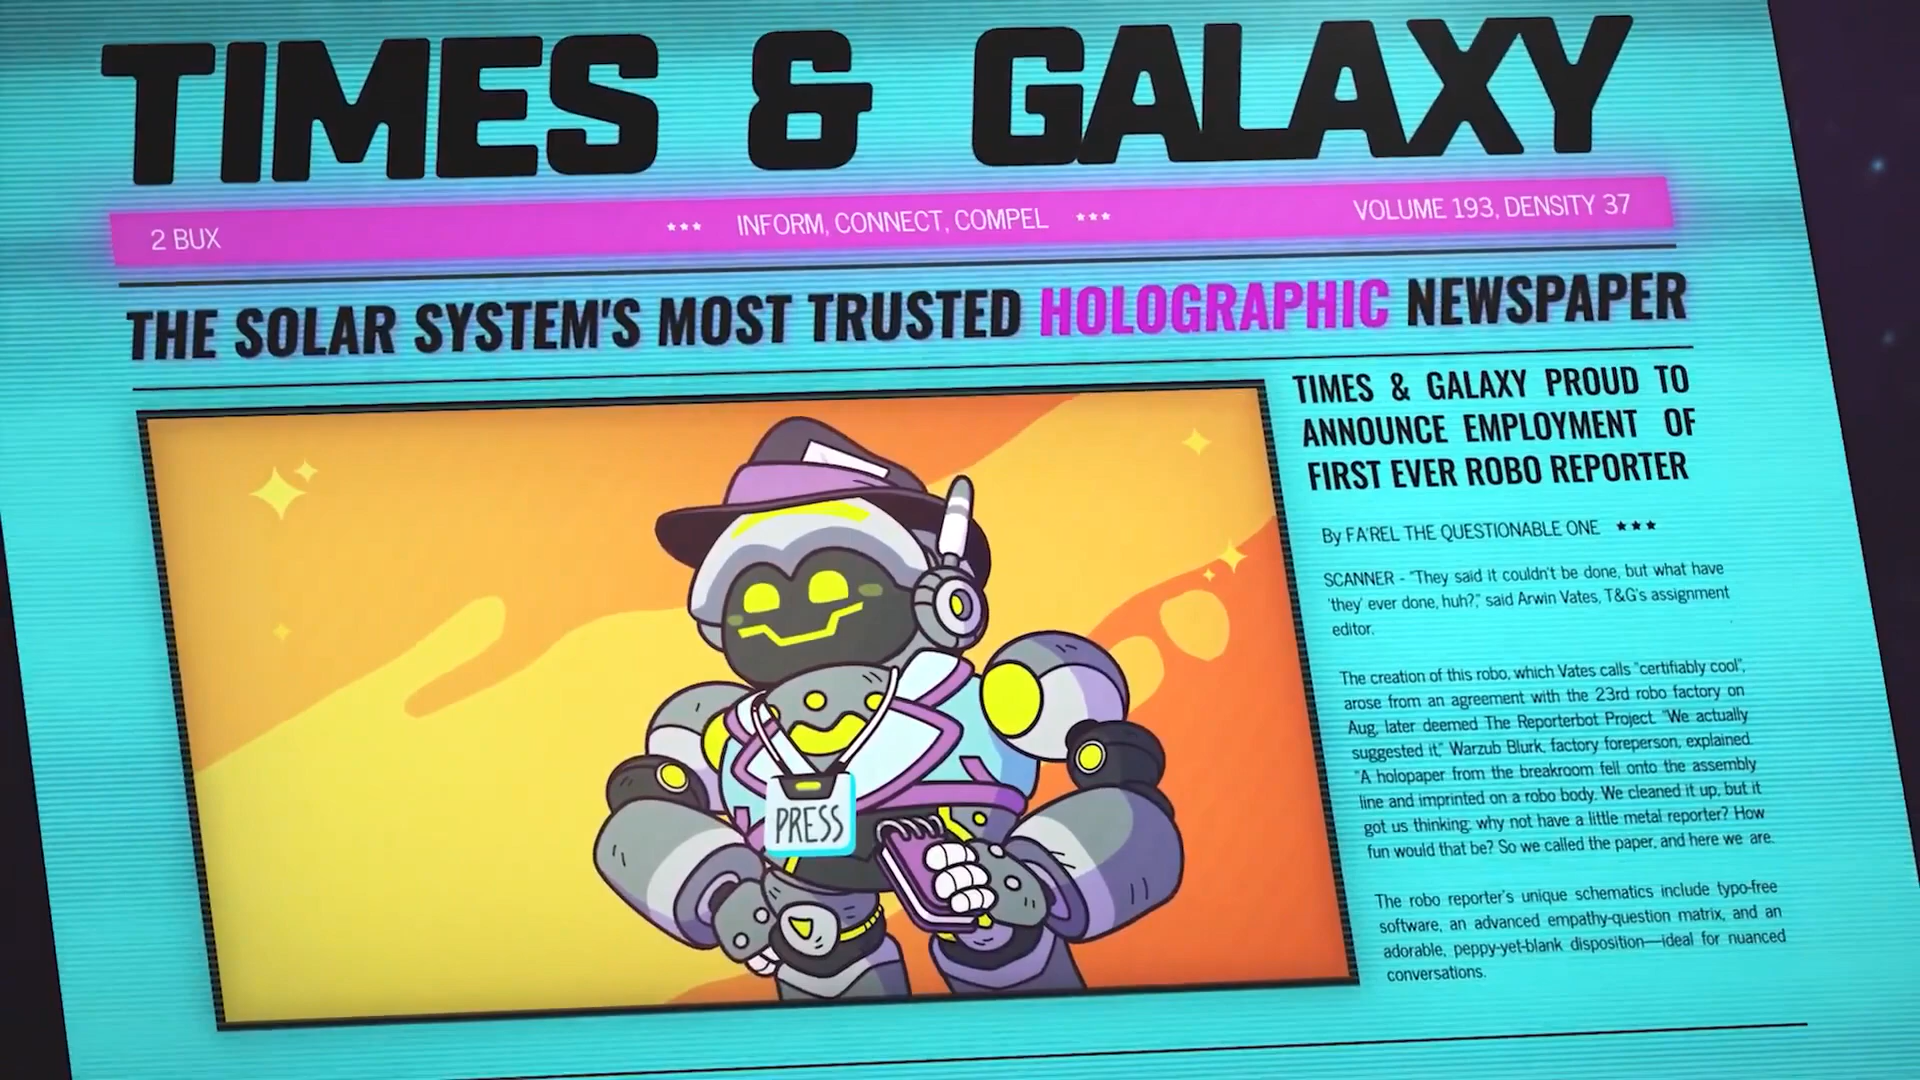 TIMES & GALAXY
2 BUX *** INFORM, CONNECT, COMPEL *** VOLUME 193, DENSITY 37
THE SOLAR SYSTEM'S MOST TRUSTED HOLOGRAPHIC NEWSPAPER
PRESS
TIMES & GALAXY PROUD TO
ANNOUNCE EMPLOYMENT OF
FIRST EVER ROBO REPORTER
By FA'REL THE QUESTIONABLE ONE ***
SCANNER - "They said it couldn't be done, but what have
'they' ever done, huh?," said Arwin Vates, T&G's assignment
editor.
The creation of this robo, which Vates calls "certifiably cool",
arose from an agreement with the 23rd robo factory on
Aug, later deemed The Reporterbot Project. "We actually
suggested it," Warzub Blurk, factory foreperson, explained.
"A holopaper from the breakroom fell onto the assembly
line and imprinted on a robo body. We cleaned it up, but it
got us thinking: why not have a little metal reporter? How
fun would that be? So we called the paper, and here we are.
The robo reporter's unique schematics include typo-free
software, an advanced empathy-question matrix, and an
adorable, peppy-yet-blank disposition—ideal for nuanced
conversations.